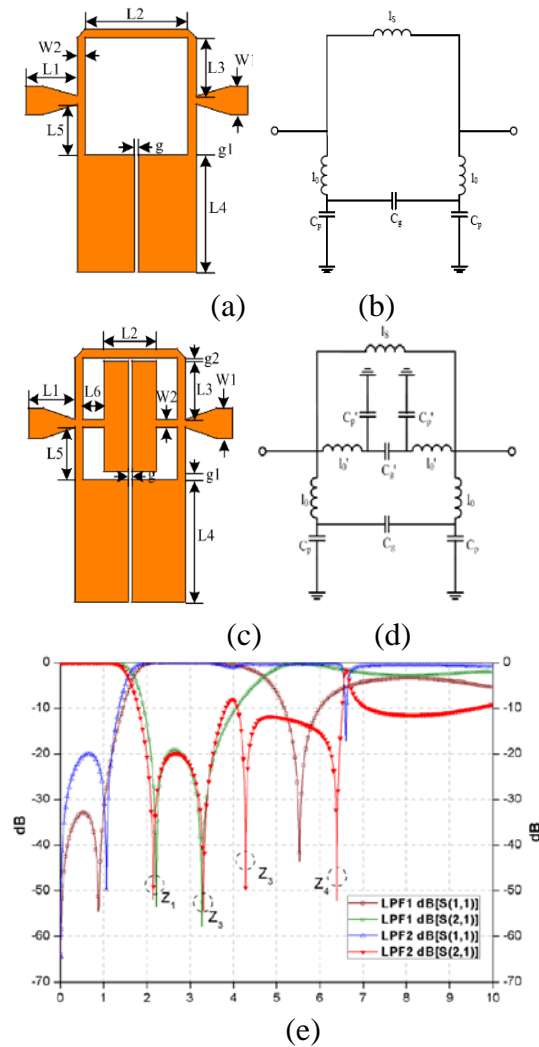 L2
W2
L1
L3
W1
L5
g
g1
L4
ls
l0
l0
Cp
Cg
Cp
(a)
(b)
L2
g2
L1
L6
W2
L3
W1
L5
g
g1
L4
ls
Cp'
Cp'
l0'
Cg'
l0'
l0
l0
Cp
Cg
Cp
(c)
(d)
0
-10
-20
-30
-40
-50
-60
-70
dB
0
-10
-20
-30
-40
-50
-60
-70
dB
Z1
Z3
Z3
Z4
LPF1 dB[S(1,1)]
LPF1 dB[S(2,1)]
LPF2 dB[S(1,1)]
LPF2 dB[S(2,1)]
0 1 2 3 4 5 6 7 8 9 10
(e)